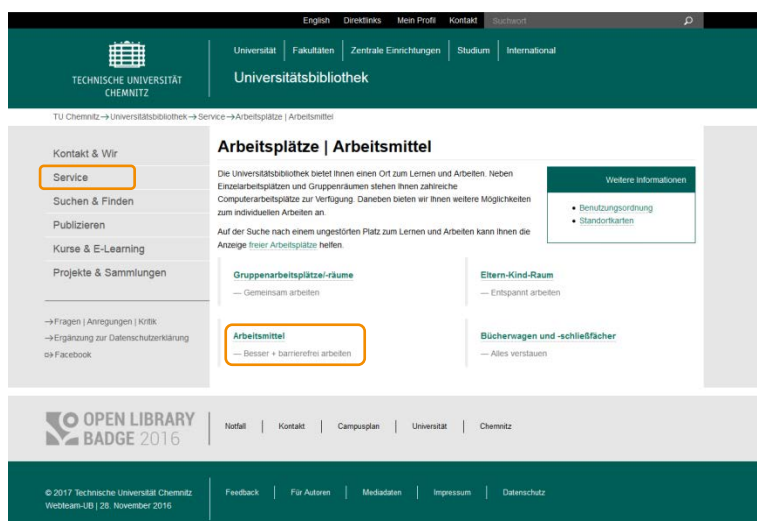 English Direktlinks Mein Profil Kontakt Suchwort
TECHNISCHE UNIVERSITÄT
CHEMNITZ
Universität Fakultäten Zentrale Einrichtungen Studium International
Universitätsbibliothek
TU Chemnitz→Universitätsbibliothek→Service→Arbeitsplätze | Arbeitsmittel
Kontakt & Wir
Service
Suchen & Finden
Publizieren
Kurse & E-Learning
Projekte & Sammlungen
→Fragen | Anregungen | Kritik
→Ergänzung zur Datenschutzerklärung
Facebook
Arbeitsplätze | Arbeitsmittel
Die Universitätsbibliothek bietet Ihnen einen Ort zum Lernen und Arbeiten. Neben
Einzelarbeitsplätzen und Gruppenräumen stehen Ihnen zahlreiche
Computerarbeitsplätze zur Verfügung. Daneben bieten wir Ihnen weitere Möglichkeiten
zum individuellen Arbeiten an.
Auf der Suche nach einem ungestörten Platz zum Lernen und Arbeiten kann Ihnen die
Anzeige freier Arbeitsplätze helfen.
Weitere Informationen
• Benutzungsordnung
• Standortkarten
Gruppenarbeitsplätze/-räume
— Gemeinsam arbeiten
Eltern-Kind-Raum
— Entspannt arbeiten
Arbeitsmittel
— Besser + barrierefrei arbeiten
Bücherwagen und -schließfächer
— Alles verstauen
OPEN LIBRARY
BADGE 2016
Notfall | Kontakt | Campusplan | Universität | Chemnitz
© 2017 Technische Universität Chemnitz
Webteam-UB | 28. November 2016
Feedback | Für Autoren | Mediadaten | Impressum | Datenschutz